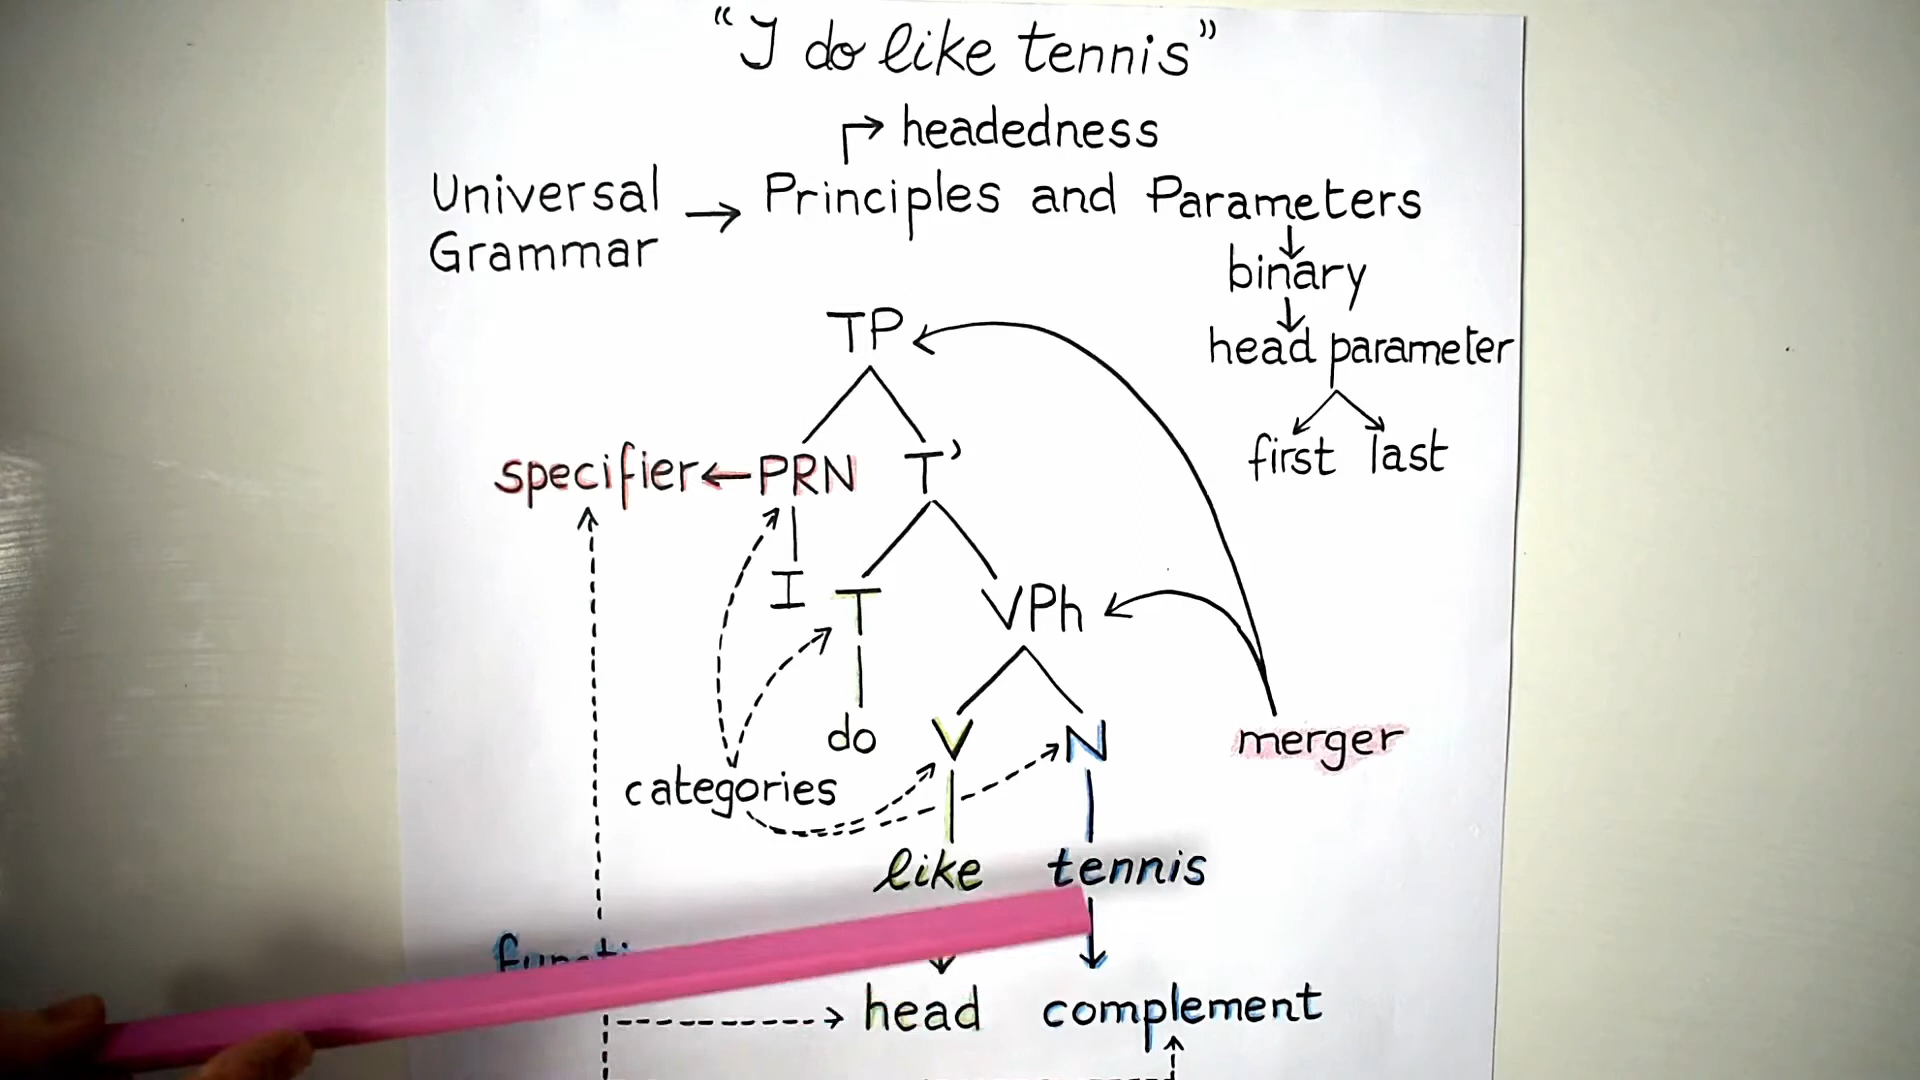 “I do like tennis”
headedness
Universal Grammar → Principles and Parameters
binary
head parameter
first last
TP
specifier ← PRN T’
I T VPh
do V N
merger
categories
like tennis
head complement